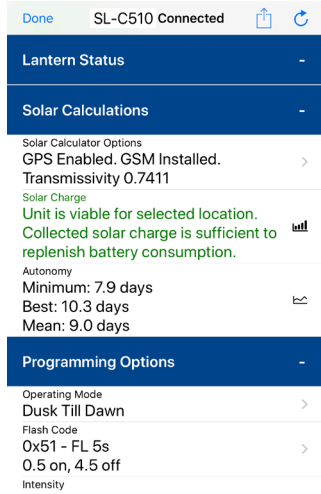 Done SL-C510 Connected
Lantern Status -
Solar Calculations -
Solar Calculator Options
GPS Enabled. GSM Installed.
Transmissivity 0.7411
Solar Charge
Unit is viable for selected location.
Collected solar charge is sufficient to
replenish battery consumption.
Autonomy
Minimum: 7.9 days
Best: 10.3 days
Mean: 9.0 days
Programming Options -
Operating Mode
Dusk Till Dawn
Flash Code
0x51 - FL 5s
0.5 on, 4.5 off
Intensity